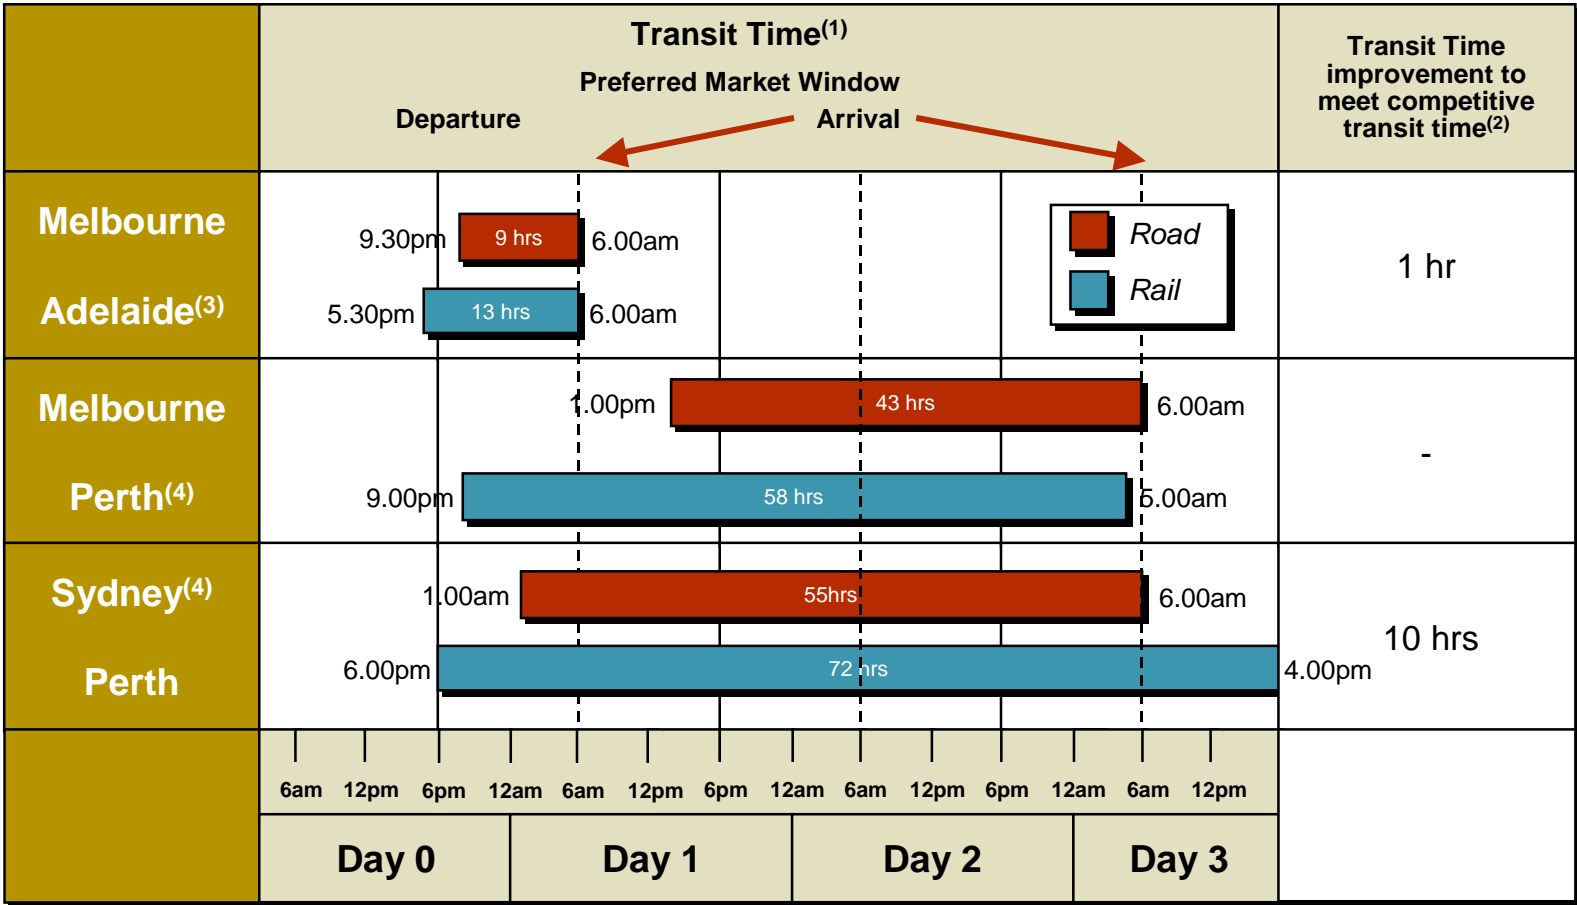 Transit Time(1)
Preferred Market Window
Departure
Arrival
Transit Time
improvement to
meet competitive
transit time(2)
Melbourne
Adelaide(3)
9.30pm
9 hrs
6.00am
5.30pm
13 hrs
6.00am
Road
Rail
1 hr
Melbourne
Perth(4)
1.00pm
43 hrs
6.00am
9.00pm
58 hrs
5.00am
-
Sydney(4)
Perth
1.00am
55hrs
6.00am
6.00pm
72 hrs
4.00pm
10 hrs
6am 12pm 6pm 12am 6am 12pm 6pm 12am 6am 12pm 6pm 12am 6am 12pm
Day 0 Day 1 Day 2 Day 3